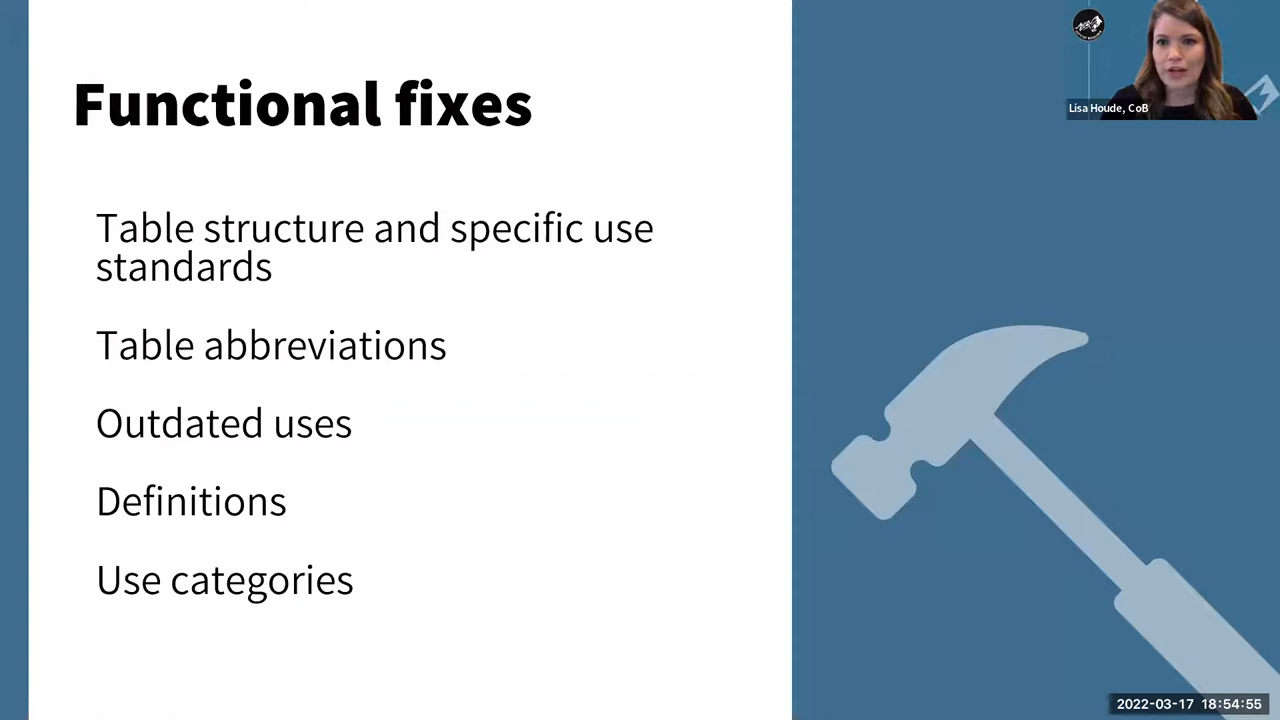 Functional fixes
Table structure and specific use
standards
Table abbreviations
Outdated uses
Definitions
Use categories
Lisa Houde, CoB
2022-03-17 18:54:55